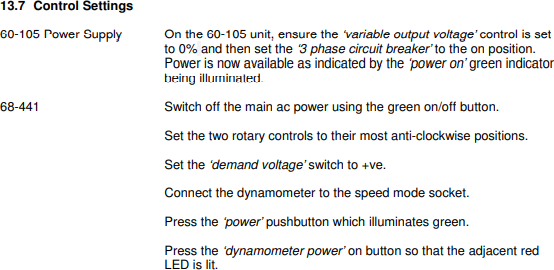 13.7 Control Settings
60-105 Power Supply On the 60-105 unit, ensure the ‘variable output voltage’ control is set
to 0% and then set the ‘3 phase circuit breaker’ to the on position.
Power is now available as indicated by the ‘power on’ green indicator
being illuminated.
68-441 Switch off the main ac power using the green on/off button.
Set the two rotary controls to their most anti-clockwise positions.
Set the ‘demand voltage’ switch to +ve.
Connect the dynamometer to the speed mode socket.
Press the ‘power’ pushbutton which illuminates green.
Press the ‘dynamometer power’ on button so that the adjacent red
LED is lit.